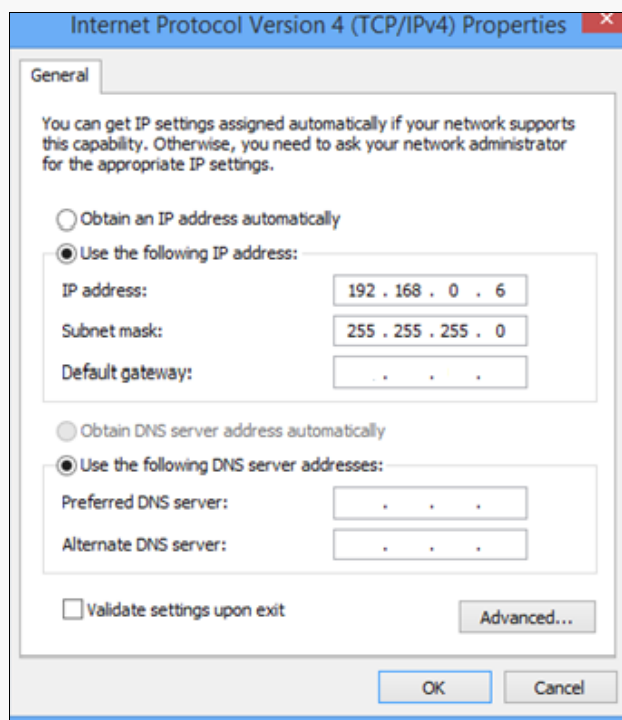 Internet Protocol Version 4 (TCP/IPv4) Properties
General
You can get IP settings assigned automatically if your network supports
this capability. Otherwise, you need to ask your network administrator
for the appropriate IP settings.
Obtain an IP address automatically
Use the following IP address:
IP address: 192 . 168 . 0 . 6
Subnet mask: 255 . 255 . 255 . 0
Default gateway: . . .
Obtain DNS server address automatically
Use the following DNS server addresses:
Preferred DNS server: . . .
Alternate DNS server: . . .
Validate settings upon exit
Advanced...
OK Cancel